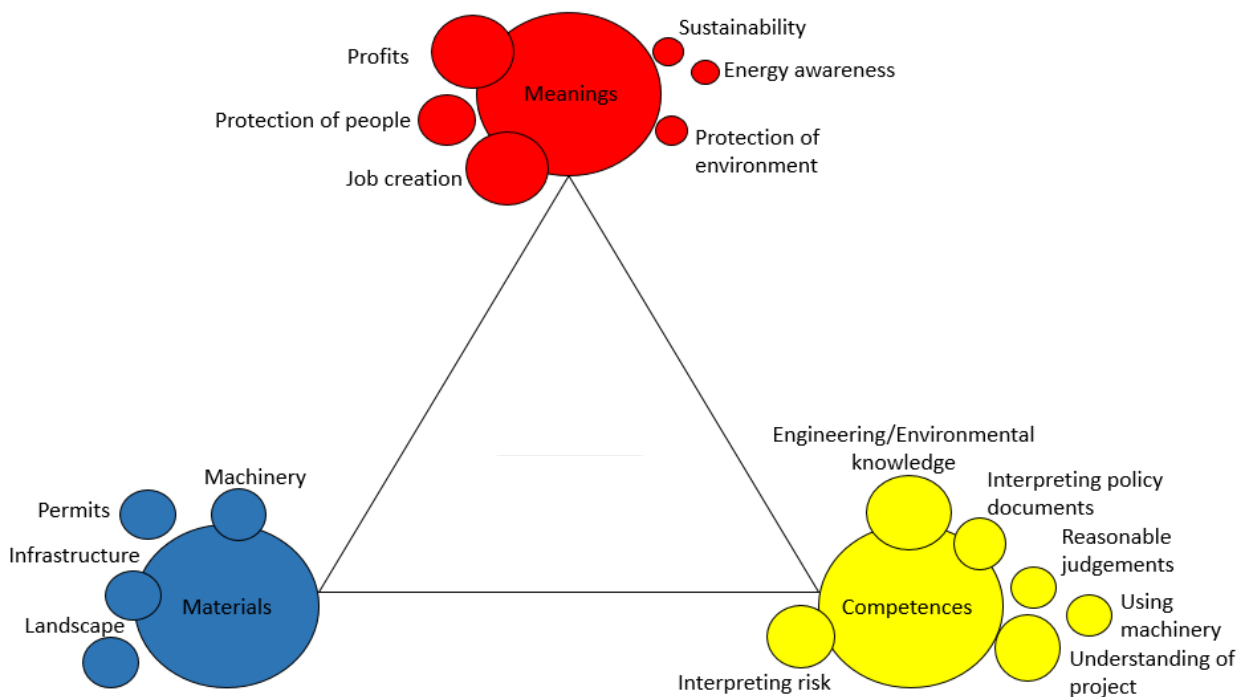 Sustainability
Profits
Energy awareness
Meanings
Protection of people
Protection of
environment
Job creation
Engineering/Environmental
knowledge
Machinery
Interpreting policy
documents
Permits
Infrastructure
Reasonable
judgements
Materials
Competences
Using
machinery
Landscape
Understanding of
project
Interpreting risk